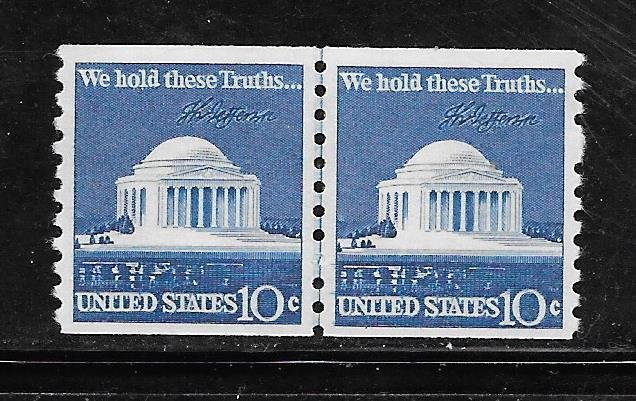 We hold these Truths...
Th Jefferson
UNITED STATES 10c
We hold these Truths...
Th Jefferson
UNITED STATES 10c